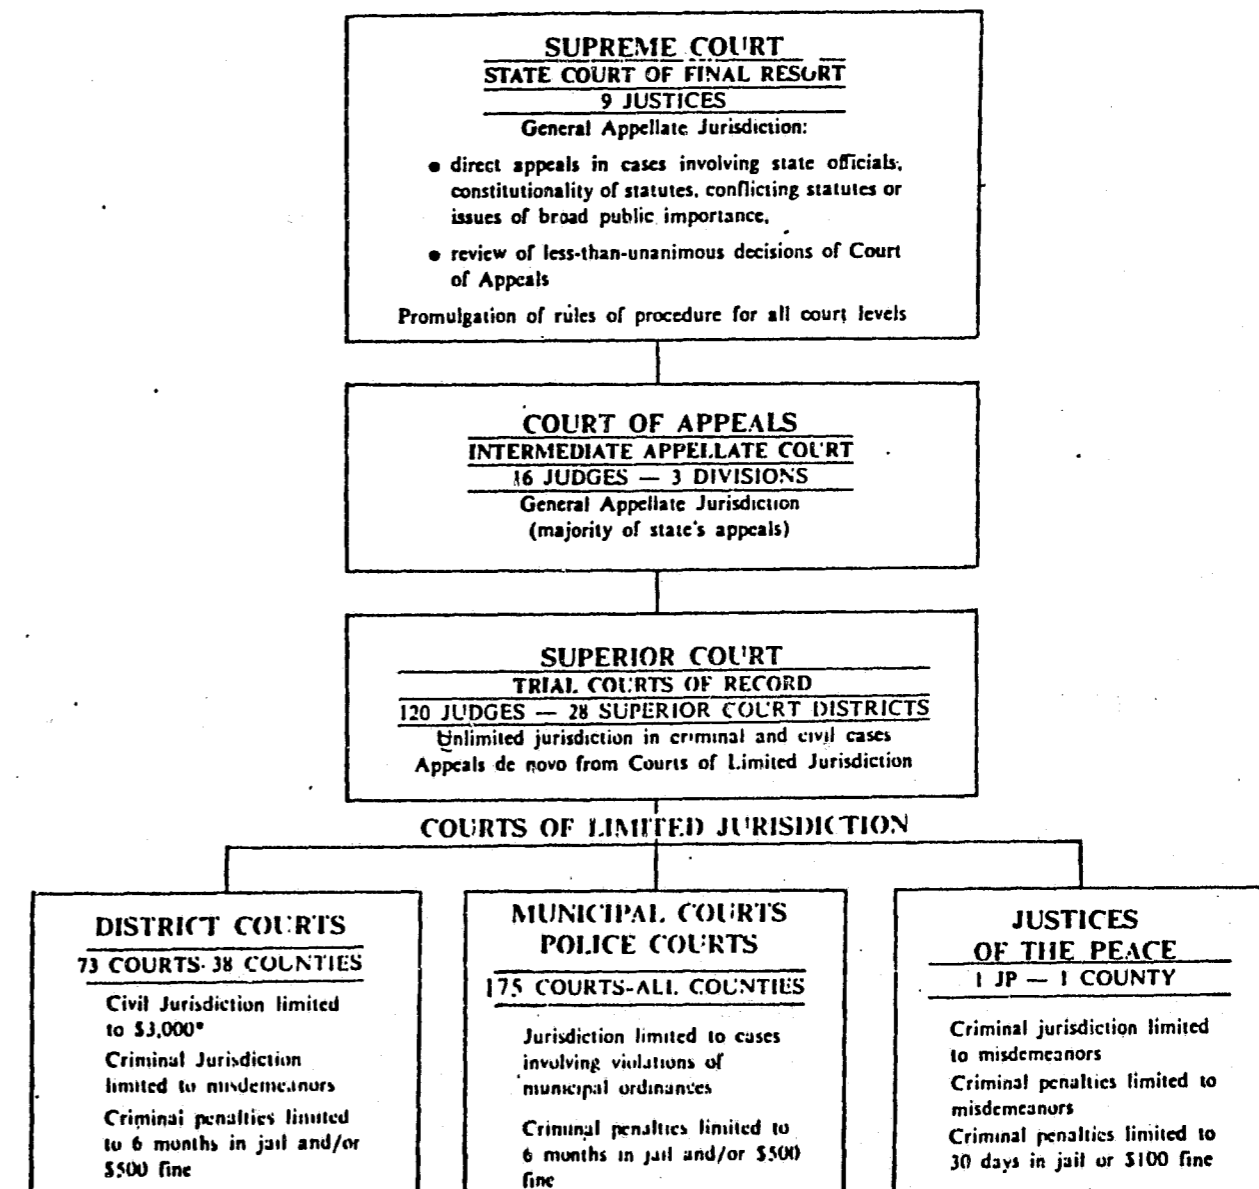 SUPREME COURT
STATE COURT OF FINAL RESORT
9 JUSTICES
General Appellate Jurisdiction:
• direct appeals in cases involving state officials,
constitutionality of statutes, conflicting statutes or
issues of broad public importance,
• review of less-than-unanimous decisions of Court
of Appeals
Promulgation of rules of procedure for all court levels
COURT OF APPEALS
INTERMEDIATE APPELLATE COURT
16 JUDGES — 3 DIVISIONS
General Appellate Jurisdiction
(majority of state's appeals)
SUPERIOR COURT
TRIAL COURTS OF RECORD
120 JUDGES — 28 SUPERIOR COURT DISTRICTS
Unlimited jurisdiction in criminal and civil cases
Appeals de novo from Courts of Limited Jurisdiction
COURTS OF LIMITED JURISDICTION
DISTRICT COURTS
73 COURTS-38 COUNTIES
Civil Jurisdiction limited
to $3,000*
Criminal Jurisdiction
limited to misdemeanors
Criminal penalties limited
to 6 months in jail and/or
$500 fine
MUNICIPAL COURTS
POLICE COURTS
175 COURTS-ALL COUNTIES
Jurisdiction limited to cases
involving violations of
municipal ordinances
Criminal penalties limited to
6 months in jail and/or $500
fine
JUSTICES
OF THE PEACE
1 JP — 1 COUNTY
Criminal jurisdiction limited
to misdemeanors
Criminal penalties limited to
misdemeanors
Criminal penalties limited to
30 days in jail or $100 fine